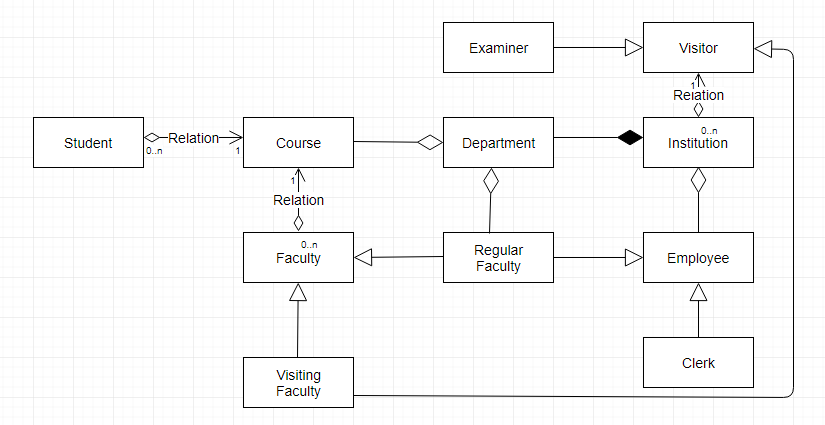 Examiner
Visitor
1
Relation
0..n
Student
0..n
Relation
1
Course
Department
Institution
1
Relation
0..n
Faculty
Regular
Faculty
Employee
Visiting
Faculty
Clerk